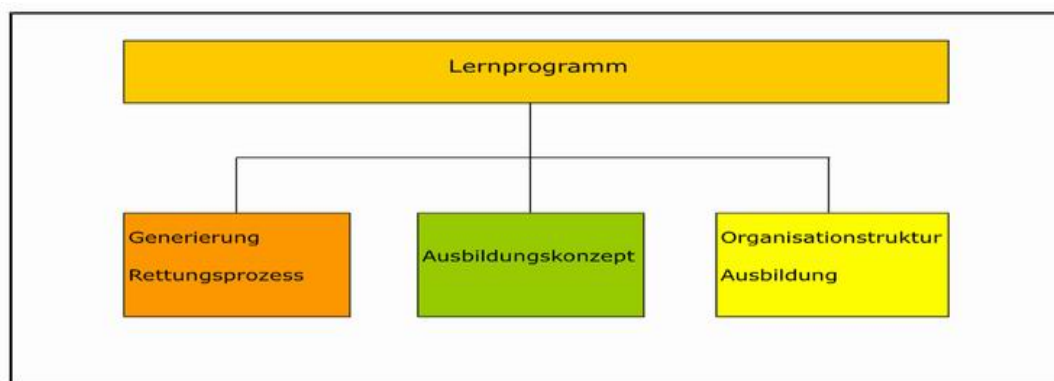 Lernprogramm
Generierung
Rettungsprozess
Ausbildungskonzept
Organisationstruktur
Ausbildung